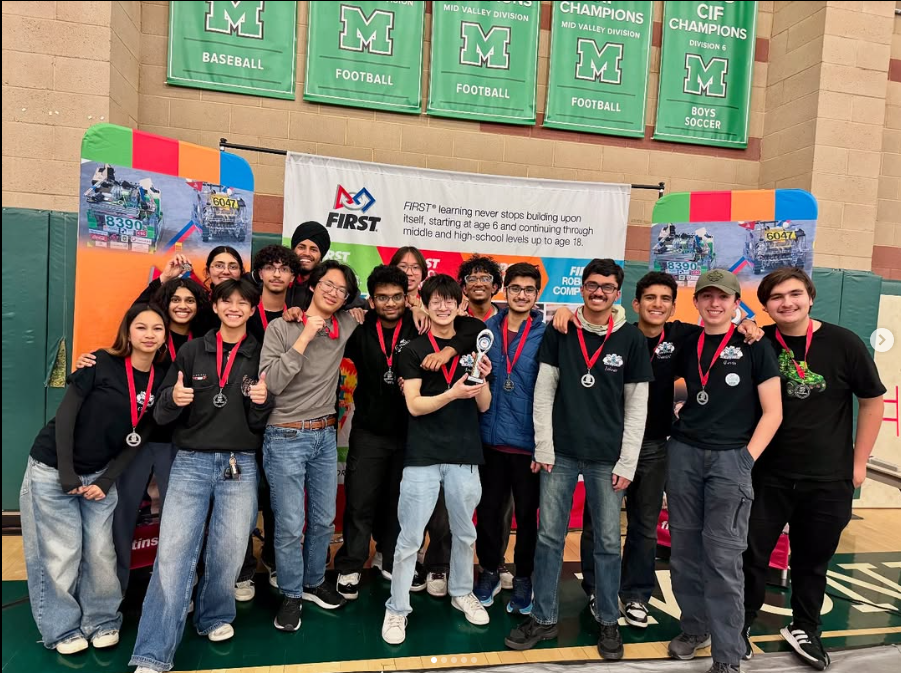 M
BASEBALL
M
FOOTBALL
MID VALLEY DIVISION
M
FOOTBALL
CHAMPIONS
MID VALLEY DIVISION
M
FOOTBALL
CIF
CHAMPIONS
DIVISION 6
M
BOYS
SOCCER
8390
6047
FIRST
FIRST® learning never stops building upon
itself, starting at age 6 and continuing through
middle and high-school levels up to age 18.
8390
6047